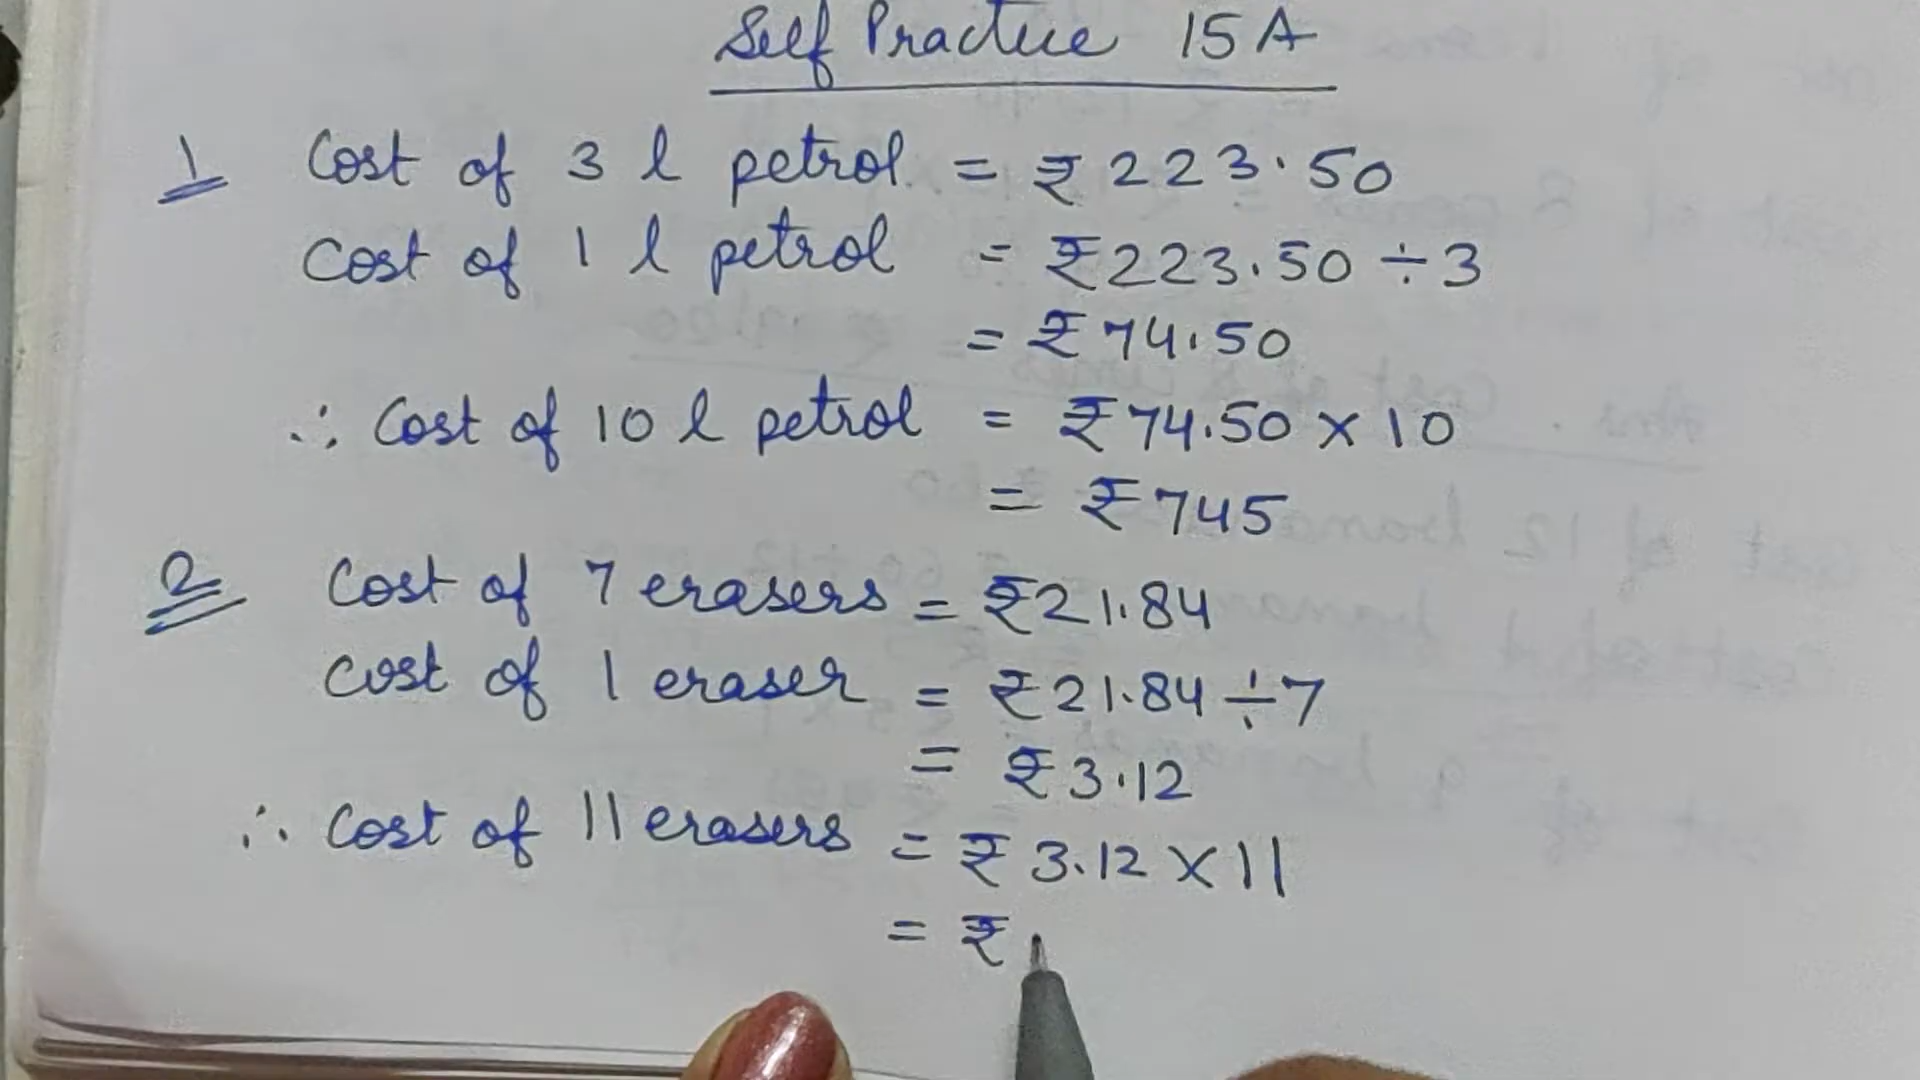 Self Practice 15A
1 Cost of 3 l petrol = ₹223.50
Cost of 1 l petrol = ₹223.50 ÷ 3
= ₹74.50
∴ Cost of 10 l petrol = ₹74.50 × 10
= ₹745
2 Cost of 7 erasers = ₹21.84
Cost of 1 eraser = ₹21.84 ÷ 7
= ₹3.12
∴ Cost of 11 erasers = ₹3.12 × 11
= ₹